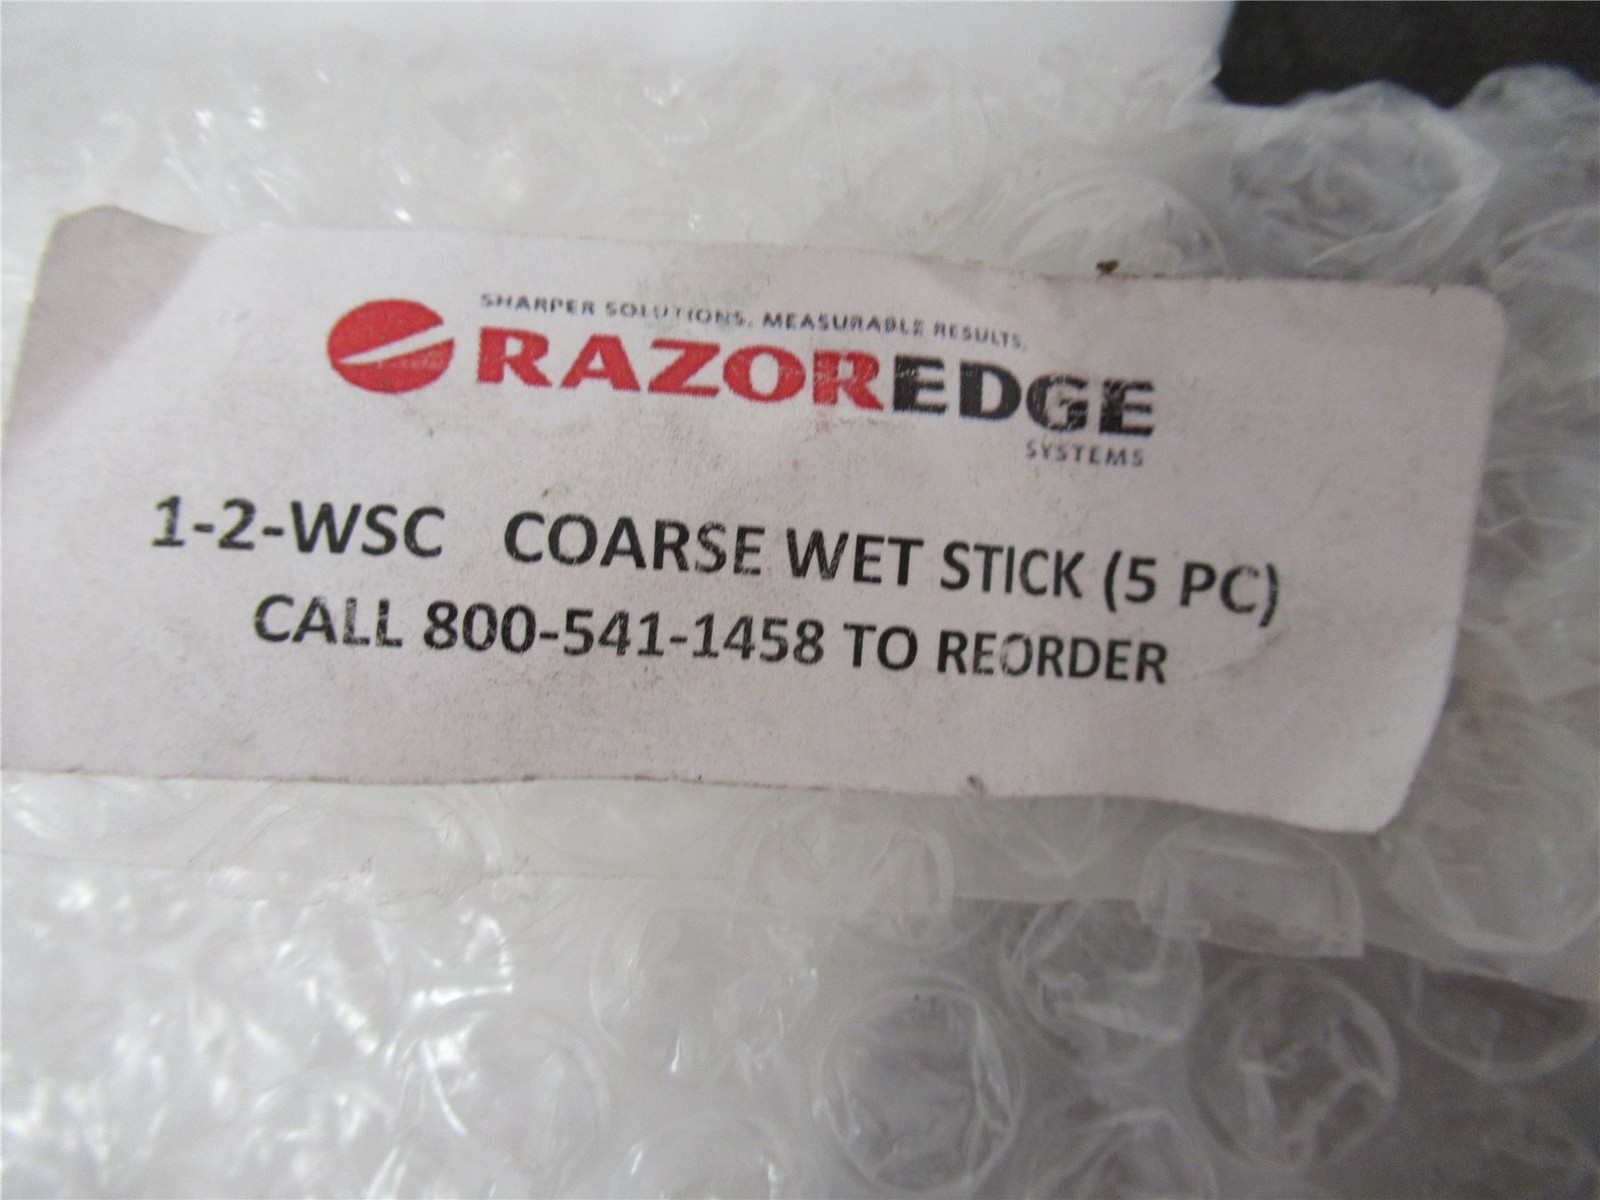 SHARPER SOLUTIONS. MEASURABLE RESULTS.
RAZOREDGE
SYSTEMS
1-2-WSC COARSE WET STICK (5 PC)
CALL 800-541-1458 TO REORDER